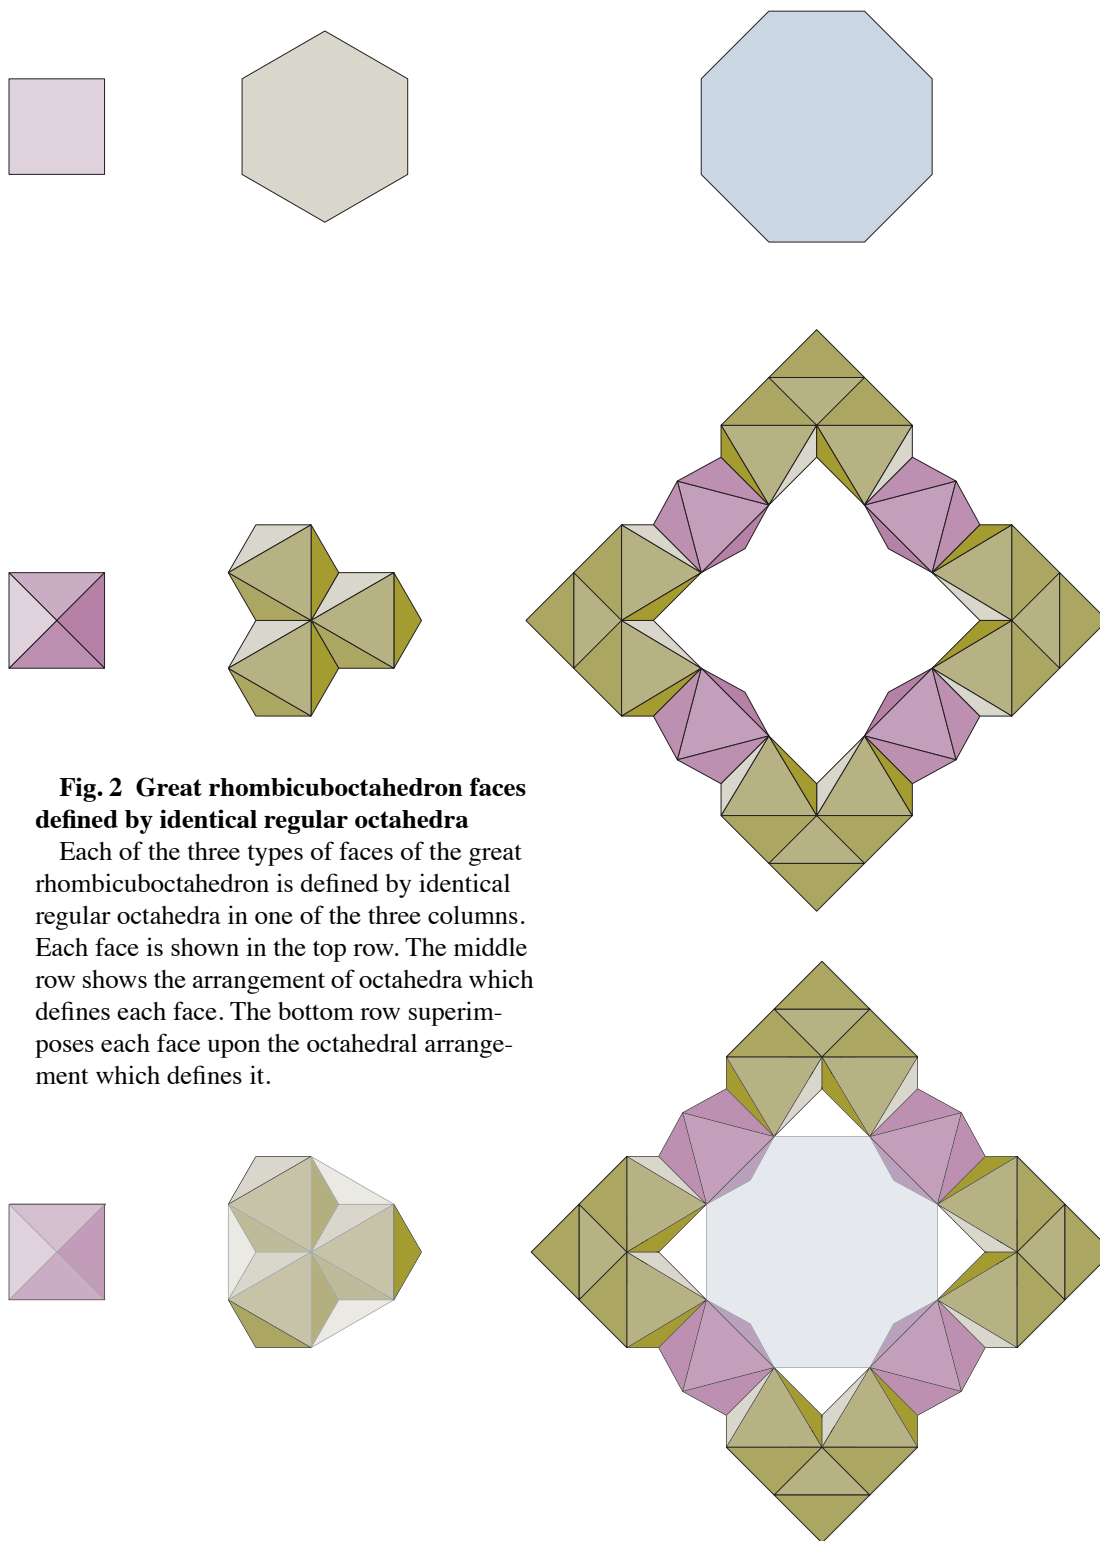 Fig. 2 Great rhombicuboctahedron faces
defined by identical regular octahedra
Each of the three types of faces of the great
rhombicuboctahedron is defined by identical
regular octahedra in one of the three columns.
Each face is shown in the top row. The middle
row shows the arrangement of octahedra which
defines each face. The bottom row superim-
poses each face upon the octahedral arrange-
ment which defines it.